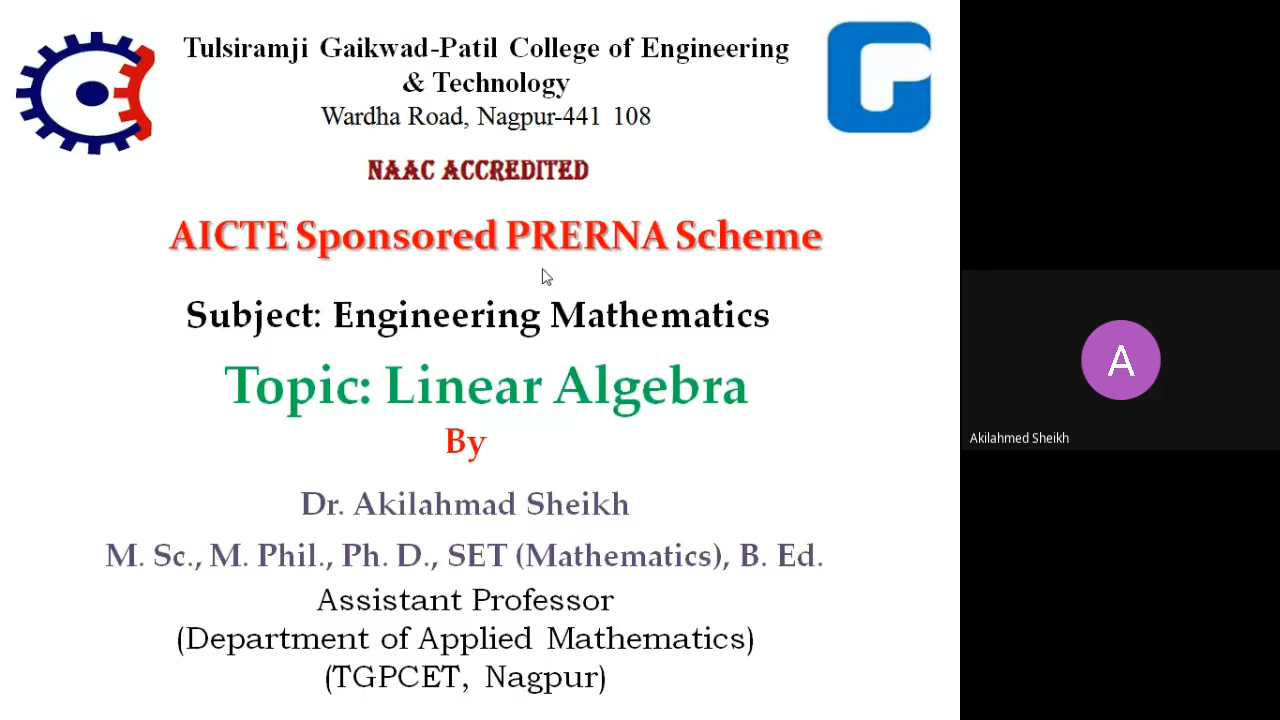 Tulsiramji Gaikwad-Patil College of Engineering
& Technology
Wardha Road, Nagpur-441 108
NAAC ACCREDITED
AICTE Sponsored PRERNA Scheme
Subject: Engineering Mathematics
Topic: Linear Algebra
By
Dr. Akilahmad Sheikh
M. Sc., M. Phil., Ph. D., SET (Mathematics), B. Ed.
Assistant Professor
(Department of Applied Mathematics)
(TGPCET, Nagpur)
A
Akilahmed Sheikh